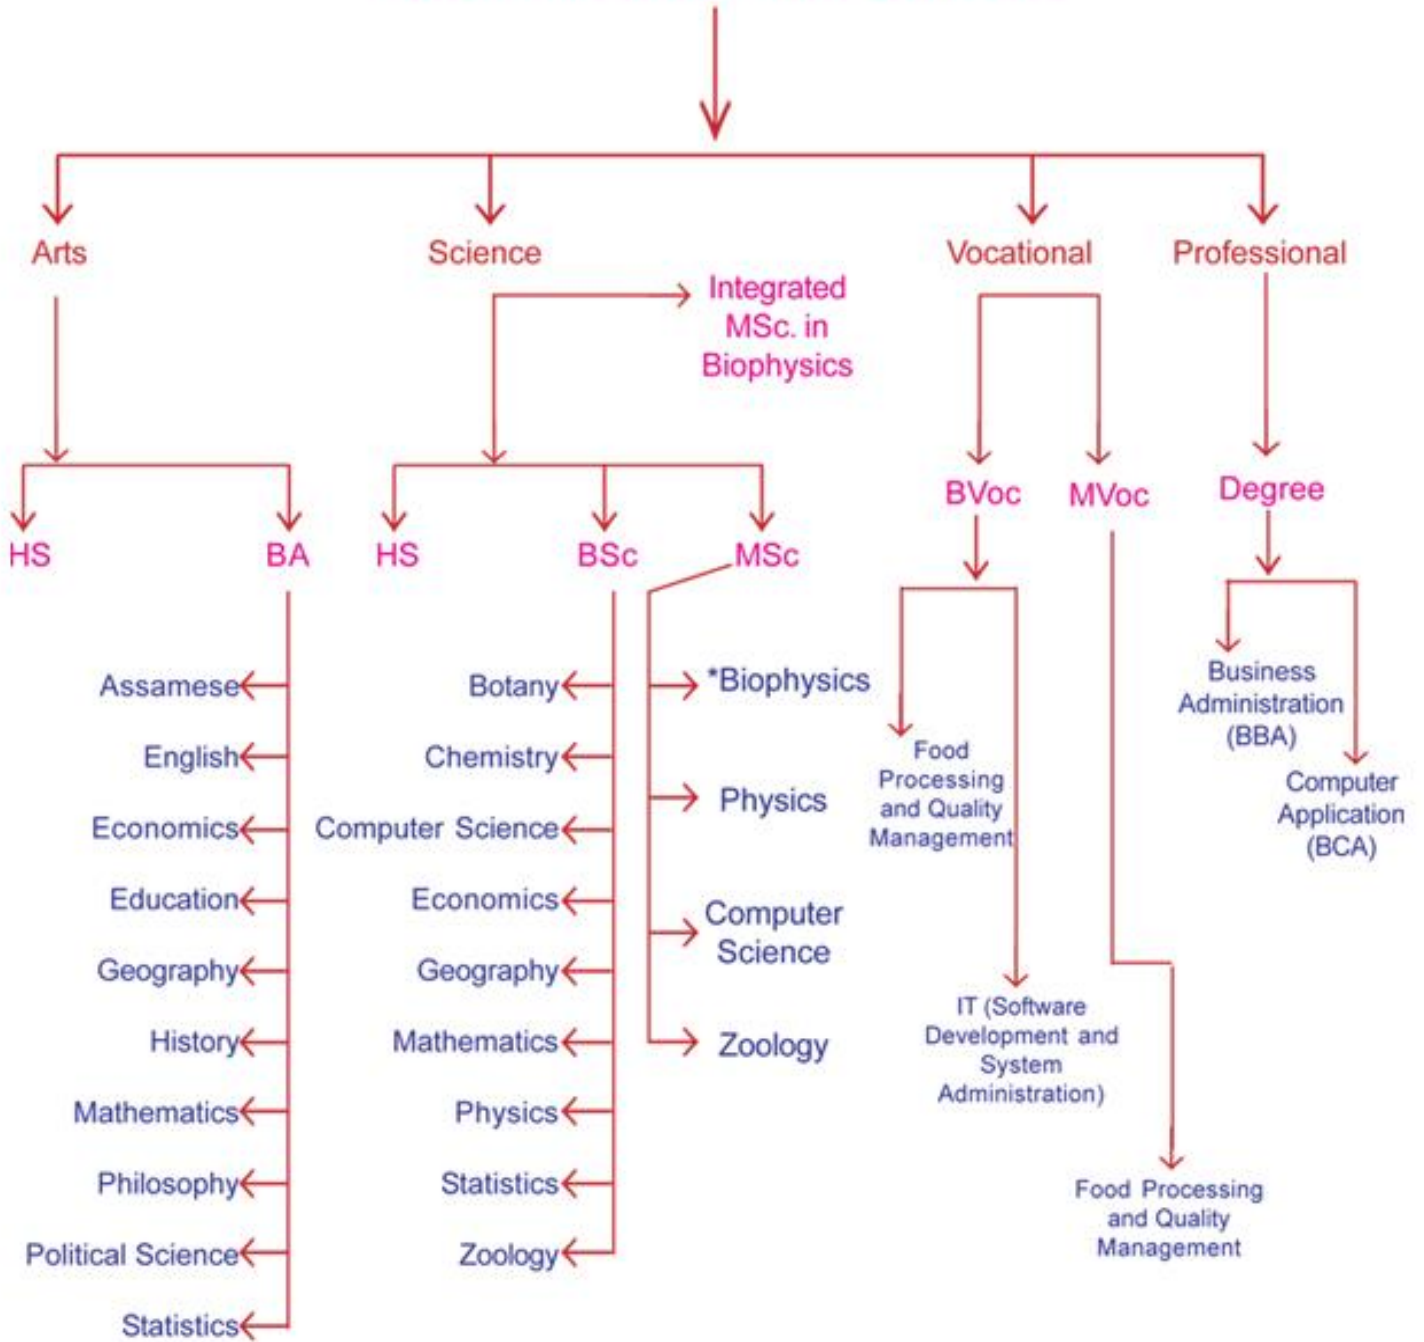 Arts
Science
Vocational
Professional
Integrated
MSc. in
Biophysics
HS
BA
HS
BSc
MSc
BVoc
MVoc
Degree
Assamese
English
Economics
Education
Geography
History
Mathematics
Philosophy
Political Science
Statistics
Botany
Chemistry
Computer Science
Economics
Geography
Mathematics
Physics
Statistics
Zoology
*Biophysics
Physics
Computer
Science
Zoology
Food
Processing
and Quality
Management
IT (Software
Development and
System
Administration)
Food Processing
and Quality
Management
Business
Administration
(BBA)
Computer
Application
(BCA)